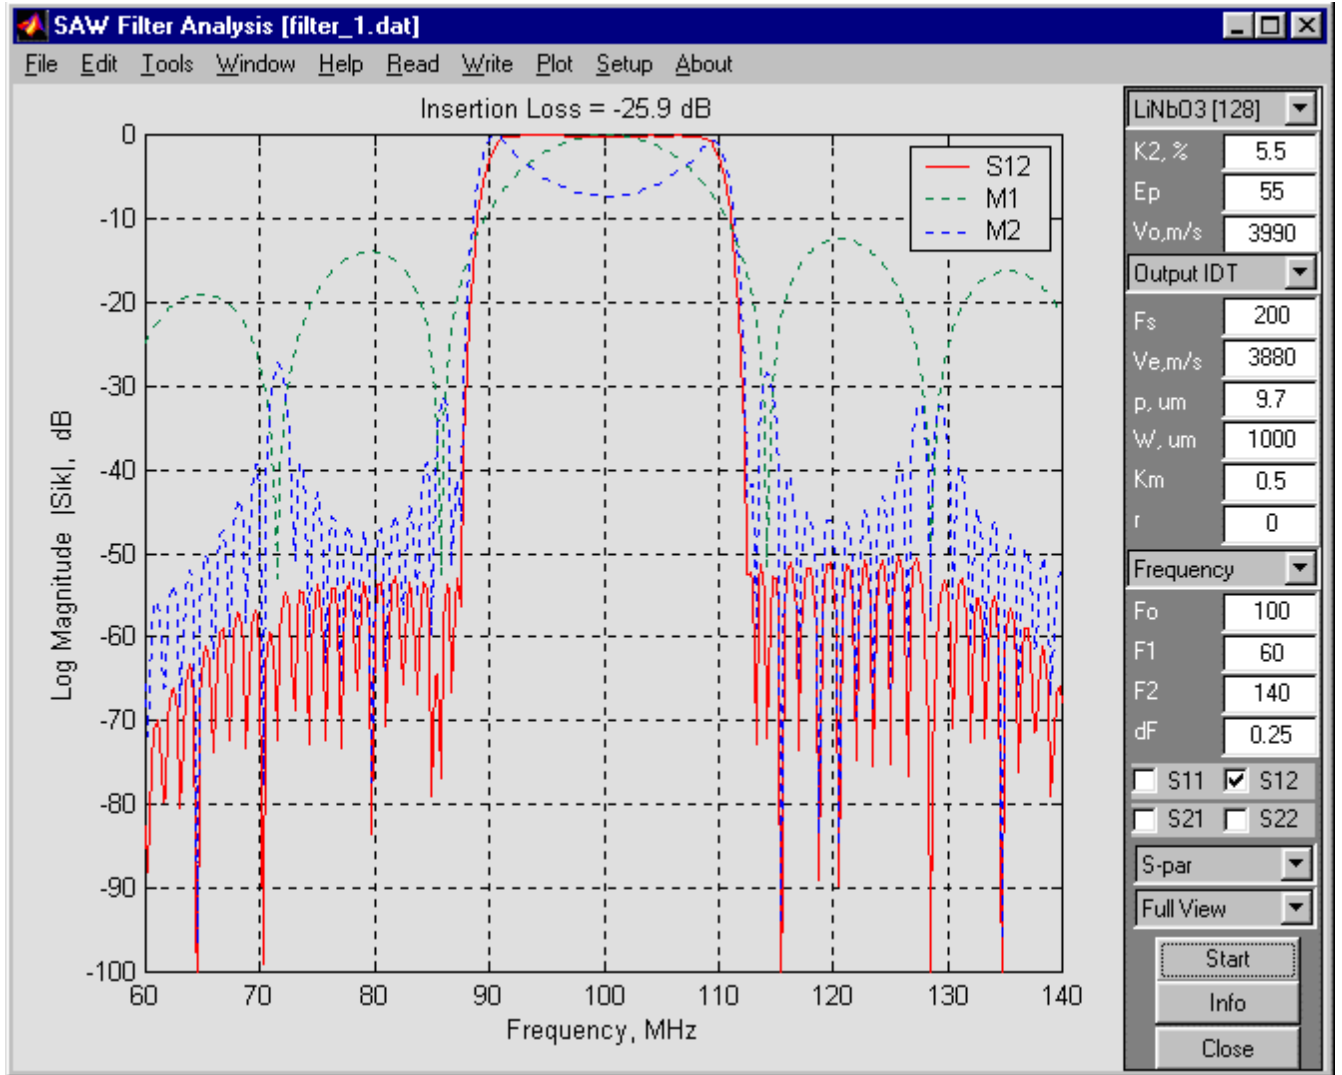 SAW Filter Analysis [filter_1.dat]
File Edit Tools Window Help Read Write Plot Setup About
Insertion Loss = -25.9 dB
0
-10
-20
-30
-40
-50
-60
-70
-80
-90
-100
Log Magnitude |Sik|, dB
60 70 80 90 100 110 120 130 140
Frequency, MHz
S12
M1
M2
LiNbO3 [128]
K2, % 5.5
Ep 55
Vo,m/s 3990
Output IDT
Fs 200
Ve,m/s 3880
p, um 9.7
W, um 1000
Km 0.5
r 0
Frequency
Fo 100
F1 60
F2 140
dF 0.25
S11 S12
S21 S22
S-par
Full View
Start
Info
Close